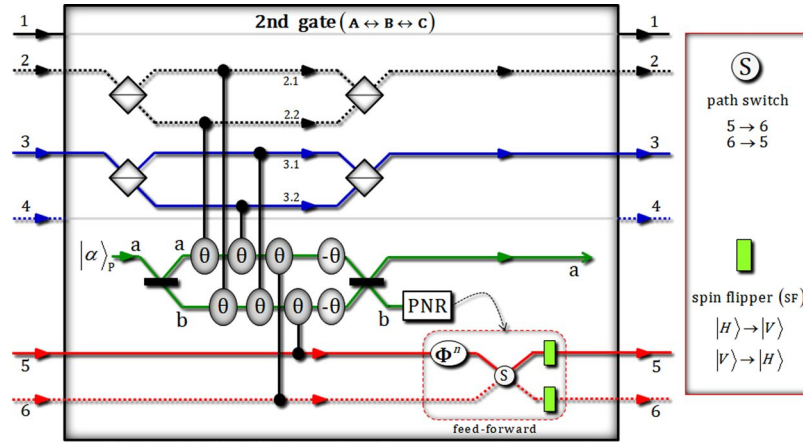 2nd gate (A ↔ B ↔ C)
1
1
2
2
2.1
2.2
3
3
3.1
3.2
4
4
|α⟩P
a
a
θ
θ
θ
-θ
a
b
θ
θ
θ
-θ
b
PNR
5
Φⁿ
S
5
6
6
feed-forward
S
path switch
5 → 6
6 → 5
spin flipper (SF)
|H⟩→|V⟩
|V⟩→|H⟩